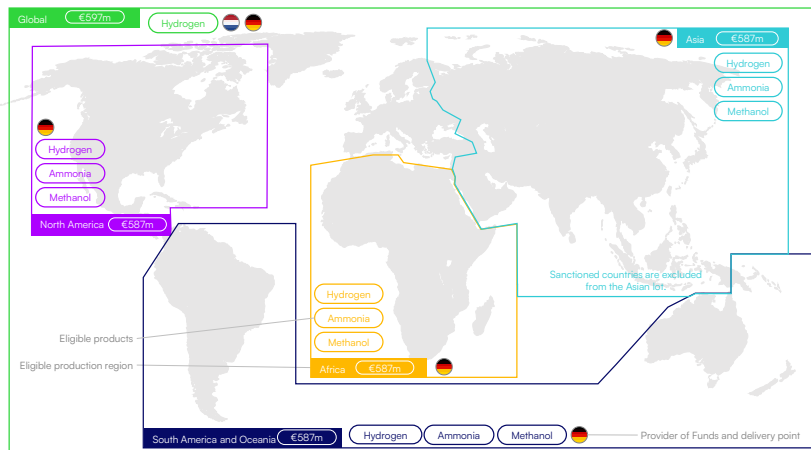 Global €597m Hydrogen
Asia €587m
Hydrogen
Ammonia
Methanol
Hydrogen
Ammonia
Methanol
North America €587m
Sanctioned countries are excluded
from the Asian lot.
Hydrogen
Ammonia
Methanol
Eligible products
Eligible production region
Africa €587m
South America and Oceania €587m Hydrogen Ammonia Methanol
Provider of Funds and delivery point